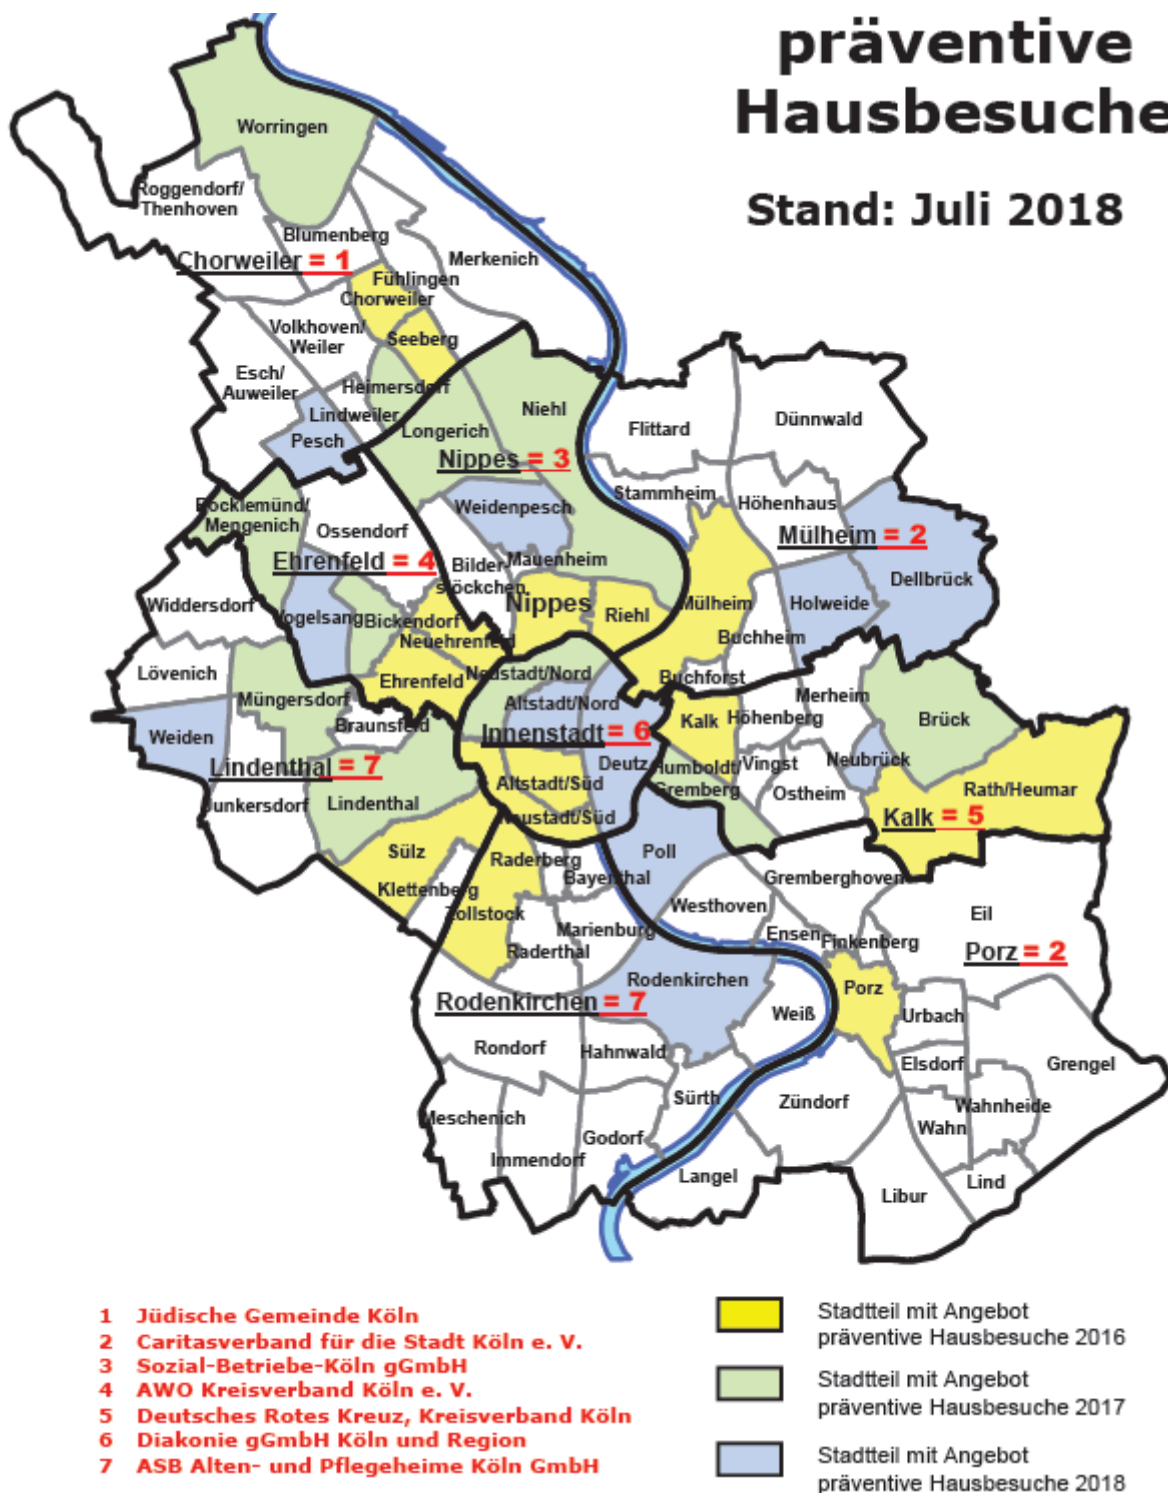 präventive
Hausbesuche
Stand: Juli 2018
Worringen
Roggendorf/
Thenhoven
Blumenberg
Chorweiler = 1
Merkenich
Fühlingen
Chorweiler
Volkhoven/
Weiler
Seeberg
Esch/
Auweiler
Heimersdorf
Lindweiler
Pesch
Longerich
Niehl
Nippes = 3
Flittard
Dünnwald
Stammheim
Höhenhaus
Mülheim = 2
Dellbrück
Holweide
Mülheim
Buchheim
Buchforst
Weidenpesch
Mauenheim
Bilder
stöckchen
Nippes
Riehl
Bocklemünd/
Mengenich
Ossendorf
Ehrenfeld = 4
Vogelsang
Bickendorf
Neuehrenfeld
Ehrenfeld
Widdersdorf
Lövenich
Müngersdorf
Braunsfeld
Weiden
Lindenthal = 7
Junkersdorf
Lindenthal
Sülz
Klettenberg
Neustadt/Nord
Altstadt/Nord
Innenstadt = 6
Deutz
Altstadt/Süd
Neustadt/Süd
Kalk
Höhenberg
Merheim
Brück
Humboldt/
Gremberg
Vingst
Ostheim
Neubrück
Rath/Heumar
Kalk = 5
Raderberg
Bayenthal
Zollstock
Raderthal
Marienburg
Rodenkirchen
Rodenkirchen = 7
Weiß
Rondorf
Hahnwald
Sürth
Meschenich
Immendorf
Godorf
Poll
Westhoven
Gremberghoven
Ensen
Finkenberg
Eil
Porz = 2
Porz
Urbach
Elsdorf
Grengel
Wahnheide
Wahn
Zündorf
Langel
Libur
Lind
1 Jüdische Gemeinde Köln
2 Caritasverband für die Stadt Köln e. V.
3 Sozial-Betriebe-Köln gGmbH
4 AWO Kreisverband Köln e. V.
5 Deutsches Rotes Kreuz, Kreisverband Köln
6 Diakonie gGmbH Köln und Region
7 ASB Alten- und Pflegeheime Köln GmbH
Stadtteil mit Angebot
präventive Hausbesuche 2016
Stadtteil mit Angebot
präventive Hausbesuche 2017
Stadtteil mit Angebot
präventive Hausbesuche 2018